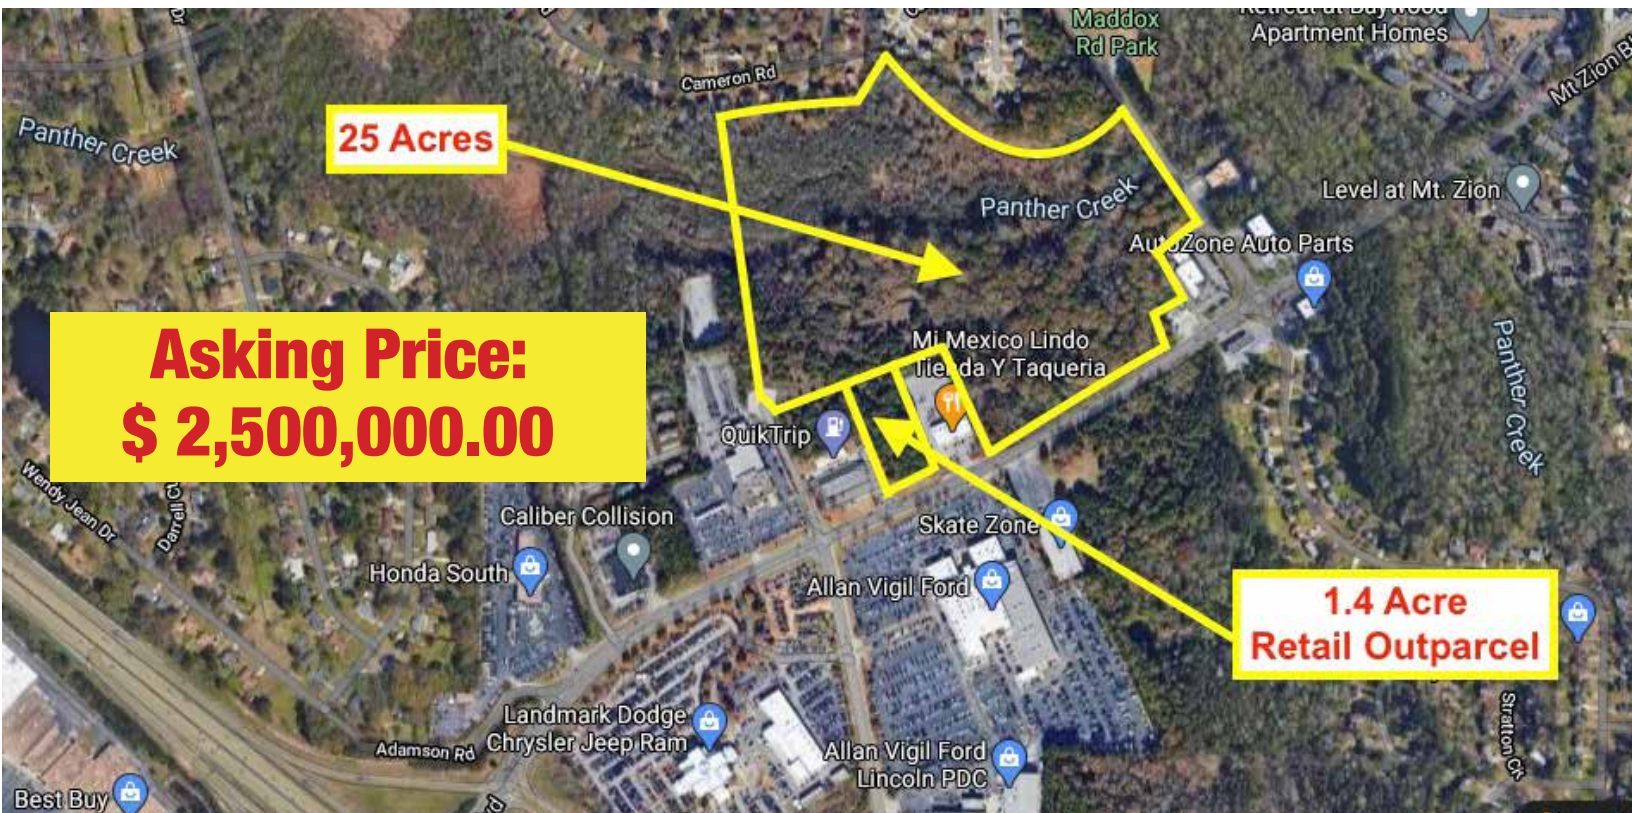 Maddox
Rd Park
Retreat at Baywood
Apartment Homes
Mt Zion B
Cameron Rd
Panther Creek
25 Acres
Panther Creek
Level at Mt. Zion
AutoZone Auto Parts
Asking Price:
$ 2,500,000.00
Mi Mexico Lindo
Tienda Y Taqueria
Panther Creek
QuikTrip
Wendy Jean Dr
Caliber Collision
Skate Zone
Honda South
Allan Vigil Ford
1.4 Acre
Retail Outparcel
Landmark Dodge
Chrysler Jeep Ram
Adamson Rd
Allan Vigil Ford
Lincoln PDC
Best Buy